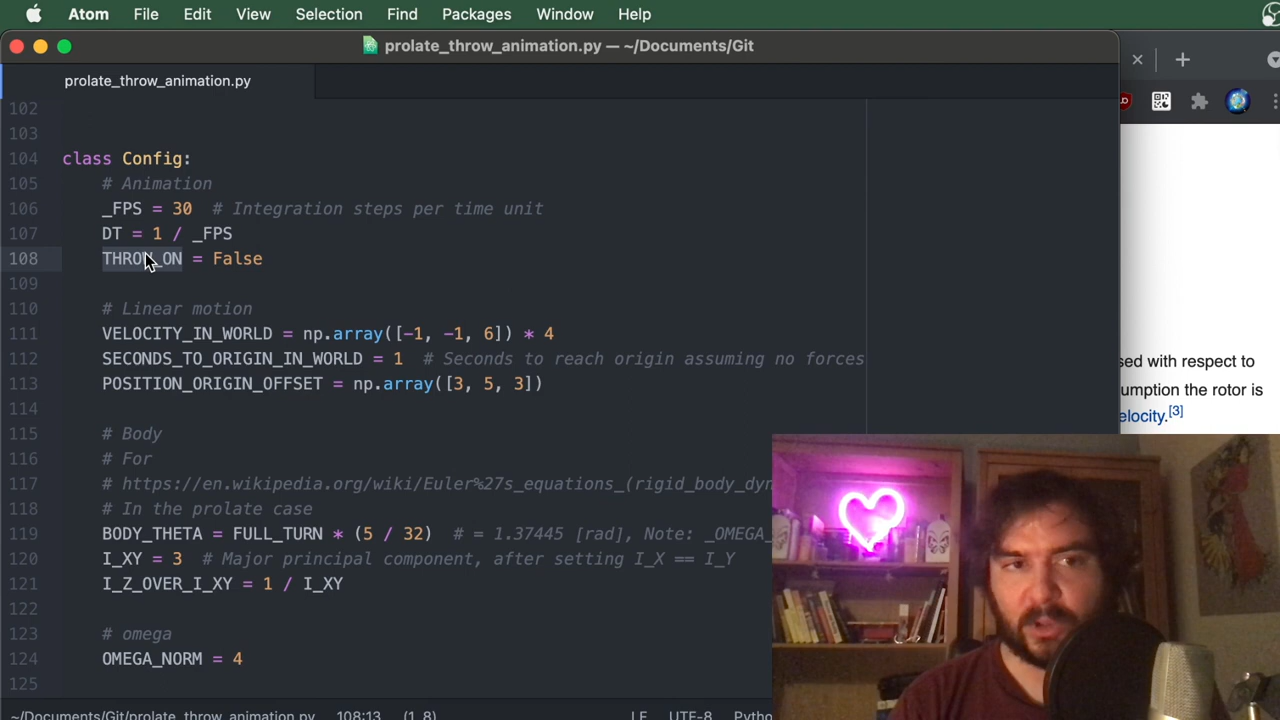 Atom File Edit View Selection Find Packages Window Help
prolate_throw_animation.py — ~/Documents/Git
prolate_throw_animation.py
102
103
104 class Config:
105 # Animation
106 _FPS = 30 # Integration steps per time unit
107 DT = 1 / _FPS
108 THROW_ON = False
109
110 # Linear motion
111 VELOCITY_IN_WORLD = np.array([-1, -1, 6]) * 4
112 SECONDS_TO_ORIGIN_IN_WORLD = 1 # Seconds to reach origin assuming no forces
113 POSITION_ORIGIN_OFFSET = np.array([3, 5, 3])
114
115 # Body
116 # For
117 # https://en.wikipedia.org/wiki/Euler%27s_equations_(rigid_body_dyn
118 # In the prolate case
119 BODY_THETA = FULL_TURN * (5 / 32) # = 1.37445 [rad], Note: _OMEGA_
120 I_XY = 3 # Major principal component, after setting I_X == I_Y
121 I_Z_OVER_I_XY = 1 / I_XY
122
123 # omega
124 OMEGA_NORM = 4
125
~/Documents/Git/prolate_throw_animation.py 108:13 (1, 8) LF UTF-8 Python
sed with respect to
umption the rotor is
elocity.[3]